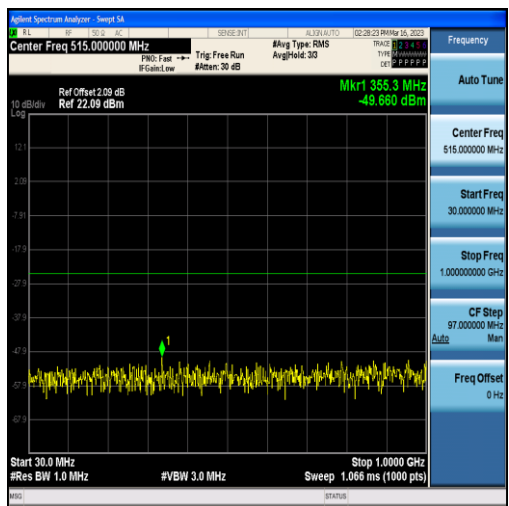 Agilent Spectrum Analyzer - Swept SA
RL RF 50 Ω AC SENSE:INT ALIGN AUTO 02:28:23 PM Mar 16, 2023
Center Freq 515.000000 MHz
PNO: Fast
IFGain:Low
Trig: Free Run
#Atten: 30 dB
#Avg Type: RMS
Avg|Hold: 3/3
TRACE 1 2 3 4 5 6
TYPE
DET P P P P P P
Ref Offset 2.09 dB
Ref 22.09 dBm
10 dB/div
Log
Mkr1 355.3 MHz
-49.660 dBm
12.1
2.09
-7.91
-17.9
-27.9
-37.9
-47.9
-57.9
-67.9
1
Start 30.0 MHz
#Res BW 1.0 MHz
#VBW 3.0 MHz
Stop 1.0000 GHz
Sweep 1.066 ms (1000 pts)
MSG
STATUS
Frequency
Auto Tune
Center Freq
515.000000 MHz
Start Freq
30.000000 MHz
Stop Freq
1.000000000 GHz
CF Step
97.000000 MHz
Auto Man
Freq Offset
0 Hz